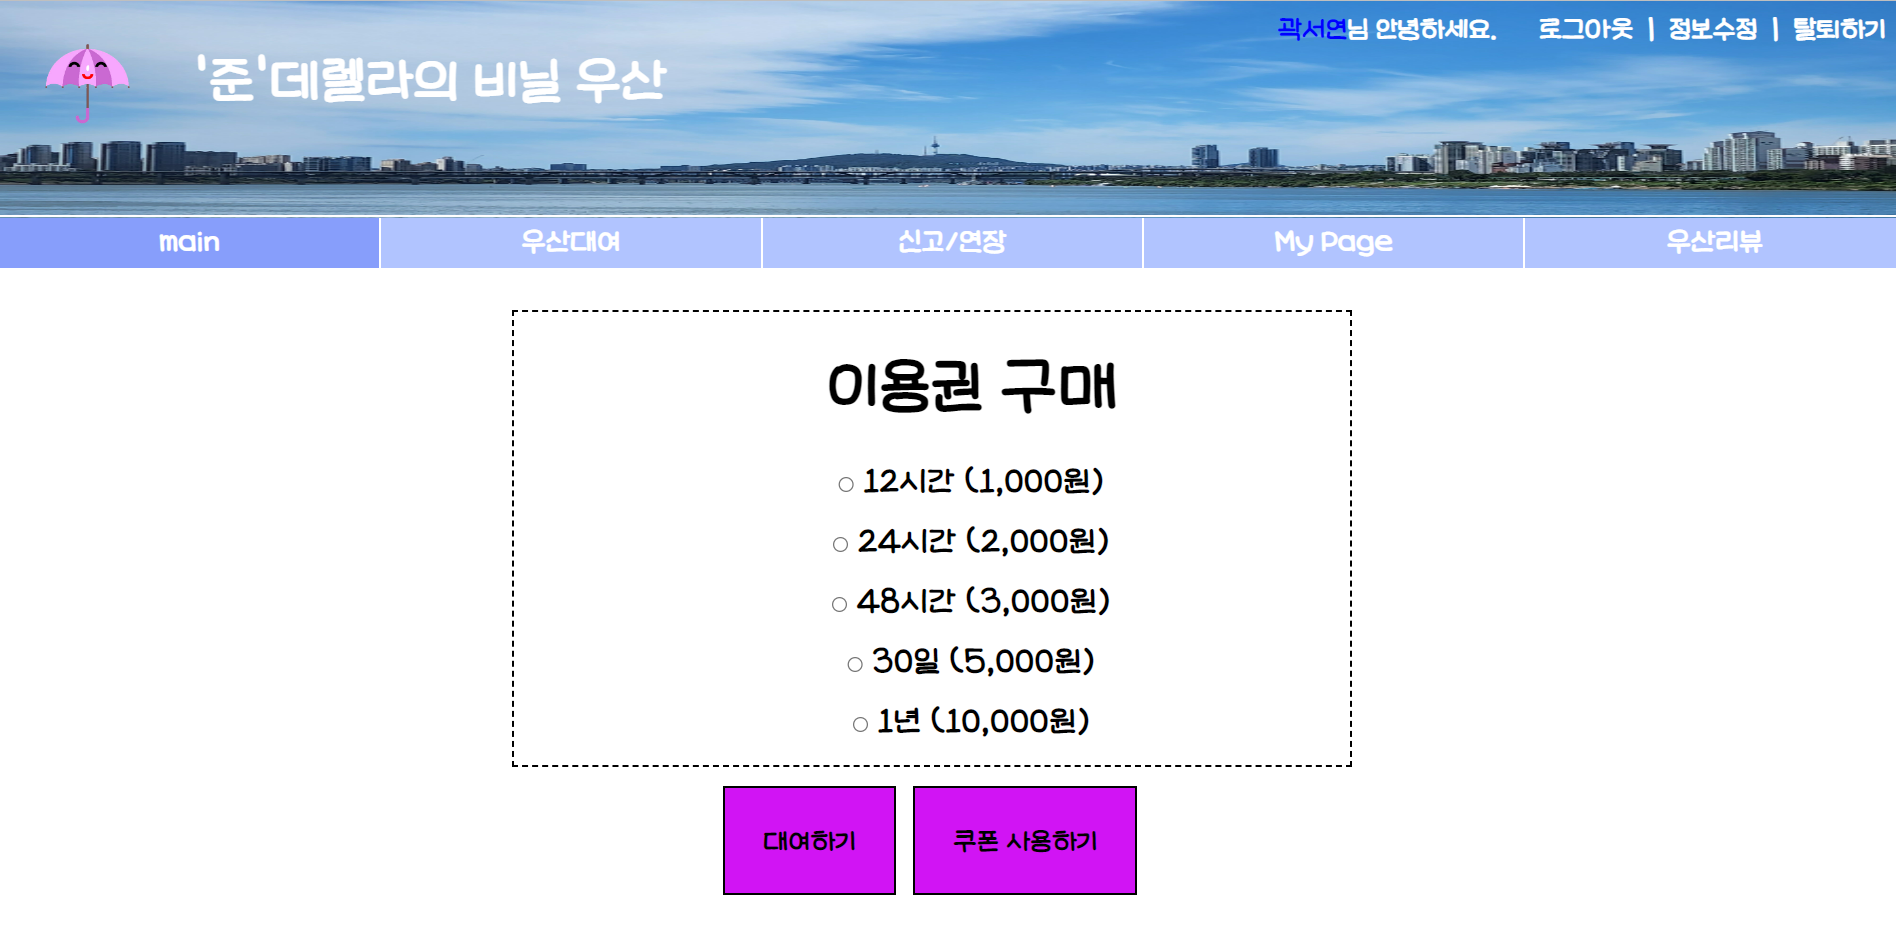 곽서연님 안녕하세요. 로그아웃 | 정보수정 | 탈퇴하기
'준'데렐라의 비닐 우산
main 우산대여 신고/연장 My Page 우산리뷰
이용권 구매
12시간 (1,000원)
24시간 (2,000원)
48시간 (3,000원)
30일 (5,000원)
1년 (10,000원)
대여하기 쿠폰 사용하기